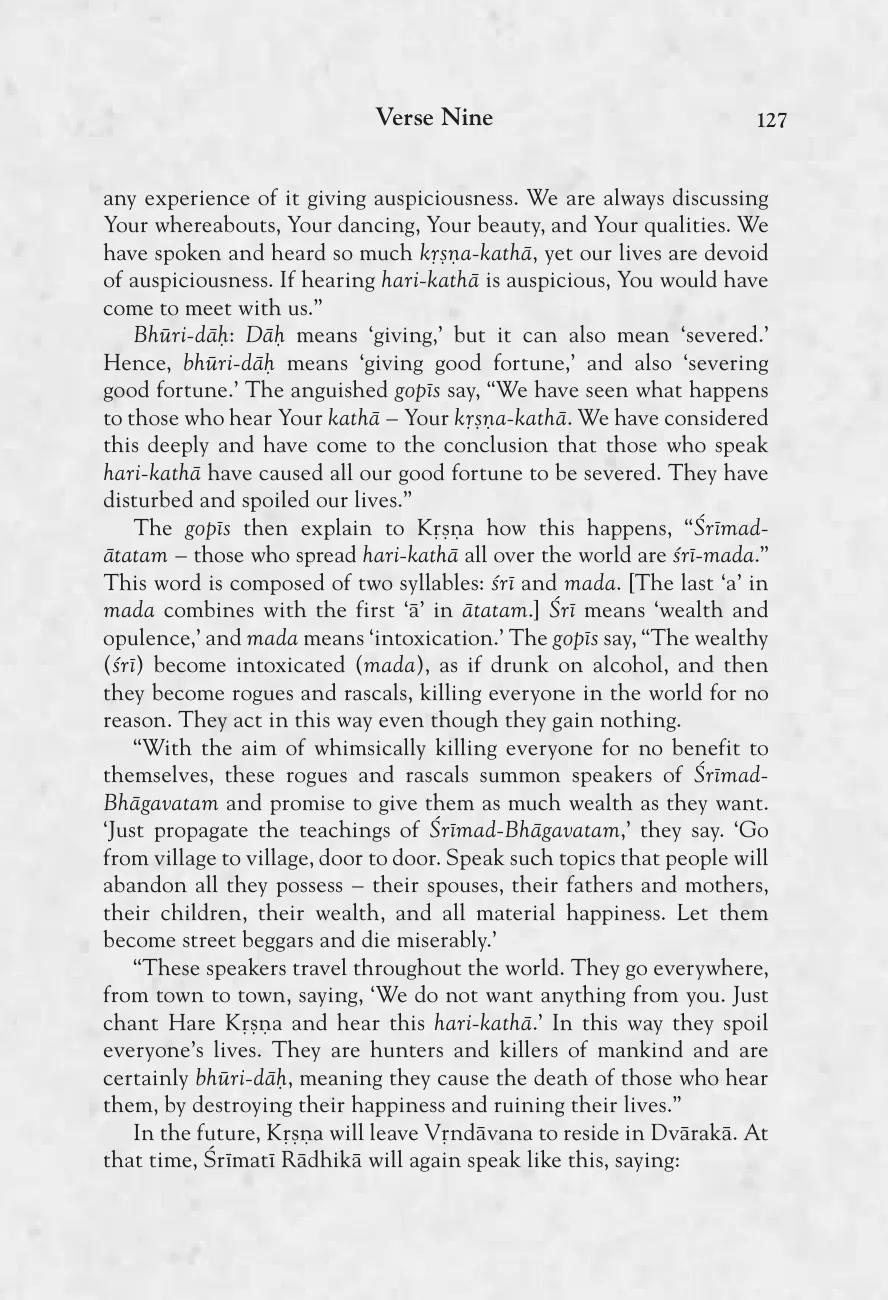 Verse Nine 127
any experience of it giving auspiciousness. We are always discussing
Your whereabouts, Your dancing, Your beauty, and Your qualities. We
have spoken and heard so much kṛṣṇa-kathā, yet our lives are devoid
of auspiciousness. If hearing hari-kathā is auspicious, You would have
come to meet with us.”
Bhūri-dāḥ: Dāḥ means ‘giving,’ but it can also mean ‘severed.’
Hence, bhūri-dāḥ means ‘giving good fortune,’ and also ‘severing
good fortune.’ The anguished gopīs say, “We have seen what happens
to those who hear Your kathā – Your kṛṣṇa-kathā. We have considered
this deeply and have come to the conclusion that those who speak
hari-kathā have caused all our good fortune to be severed. They have
disturbed and spoiled our lives.”
The gopīs then explain to Kṛṣṇa how this happens, “Śrīmad-
ātatam – those who spread hari-kathā all over the world are śrī-mada.”
This word is composed of two syllables: śrī and mada. [The last ‘a’ in
mada combines with the first ‘ā’ in ātatam.] Śrī means ‘wealth and
opulence,’ and mada means ‘intoxication.’ The gopīs say, “The wealthy
(śrī) become intoxicated (mada), as if drunk on alcohol, and then
they become rogues and rascals, killing everyone in the world for no
reason. They act in this way even though they gain nothing.
“With the aim of whimsically killing everyone for no benefit to
themselves, these rogues and rascals summon speakers of Śrīmad-
Bhāgavatam and promise to give them as much wealth as they want.
‘Just propagate the teachings of Śrīmad-Bhāgavatam,’ they say. ‘Go
from village to village, door to door. Speak such topics that people will
abandon all they possess – their spouses, their fathers and mothers,
their children, their wealth, and all material happiness. Let them
become street beggars and die miserably.’
“These speakers travel throughout the world. They go everywhere,
from town to town, saying, ‘We do not want anything from you. Just
chant Hare Kṛṣṇa and hear this hari-kathā.’ In this way they spoil
everyone’s lives. They are hunters and killers of mankind and are
certainly bhūri-dāḥ, meaning they cause the death of those who hear
them, by destroying their happiness and ruining their lives.”
In the future, Kṛṣṇa will leave Vṛndāvana to reside in Dvārakā. At
that time, Śrīmatī Rādhikā will again speak like this, saying: